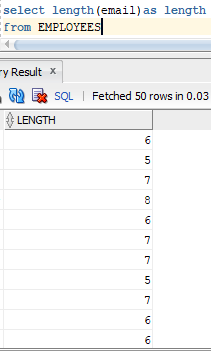 select length(email)as length
from EMPLOYEES
ry Result x
SQL | Fetched 50 rows in 0.03
LENGTH
6
5
7
8
6
7
7
5
7
6
6